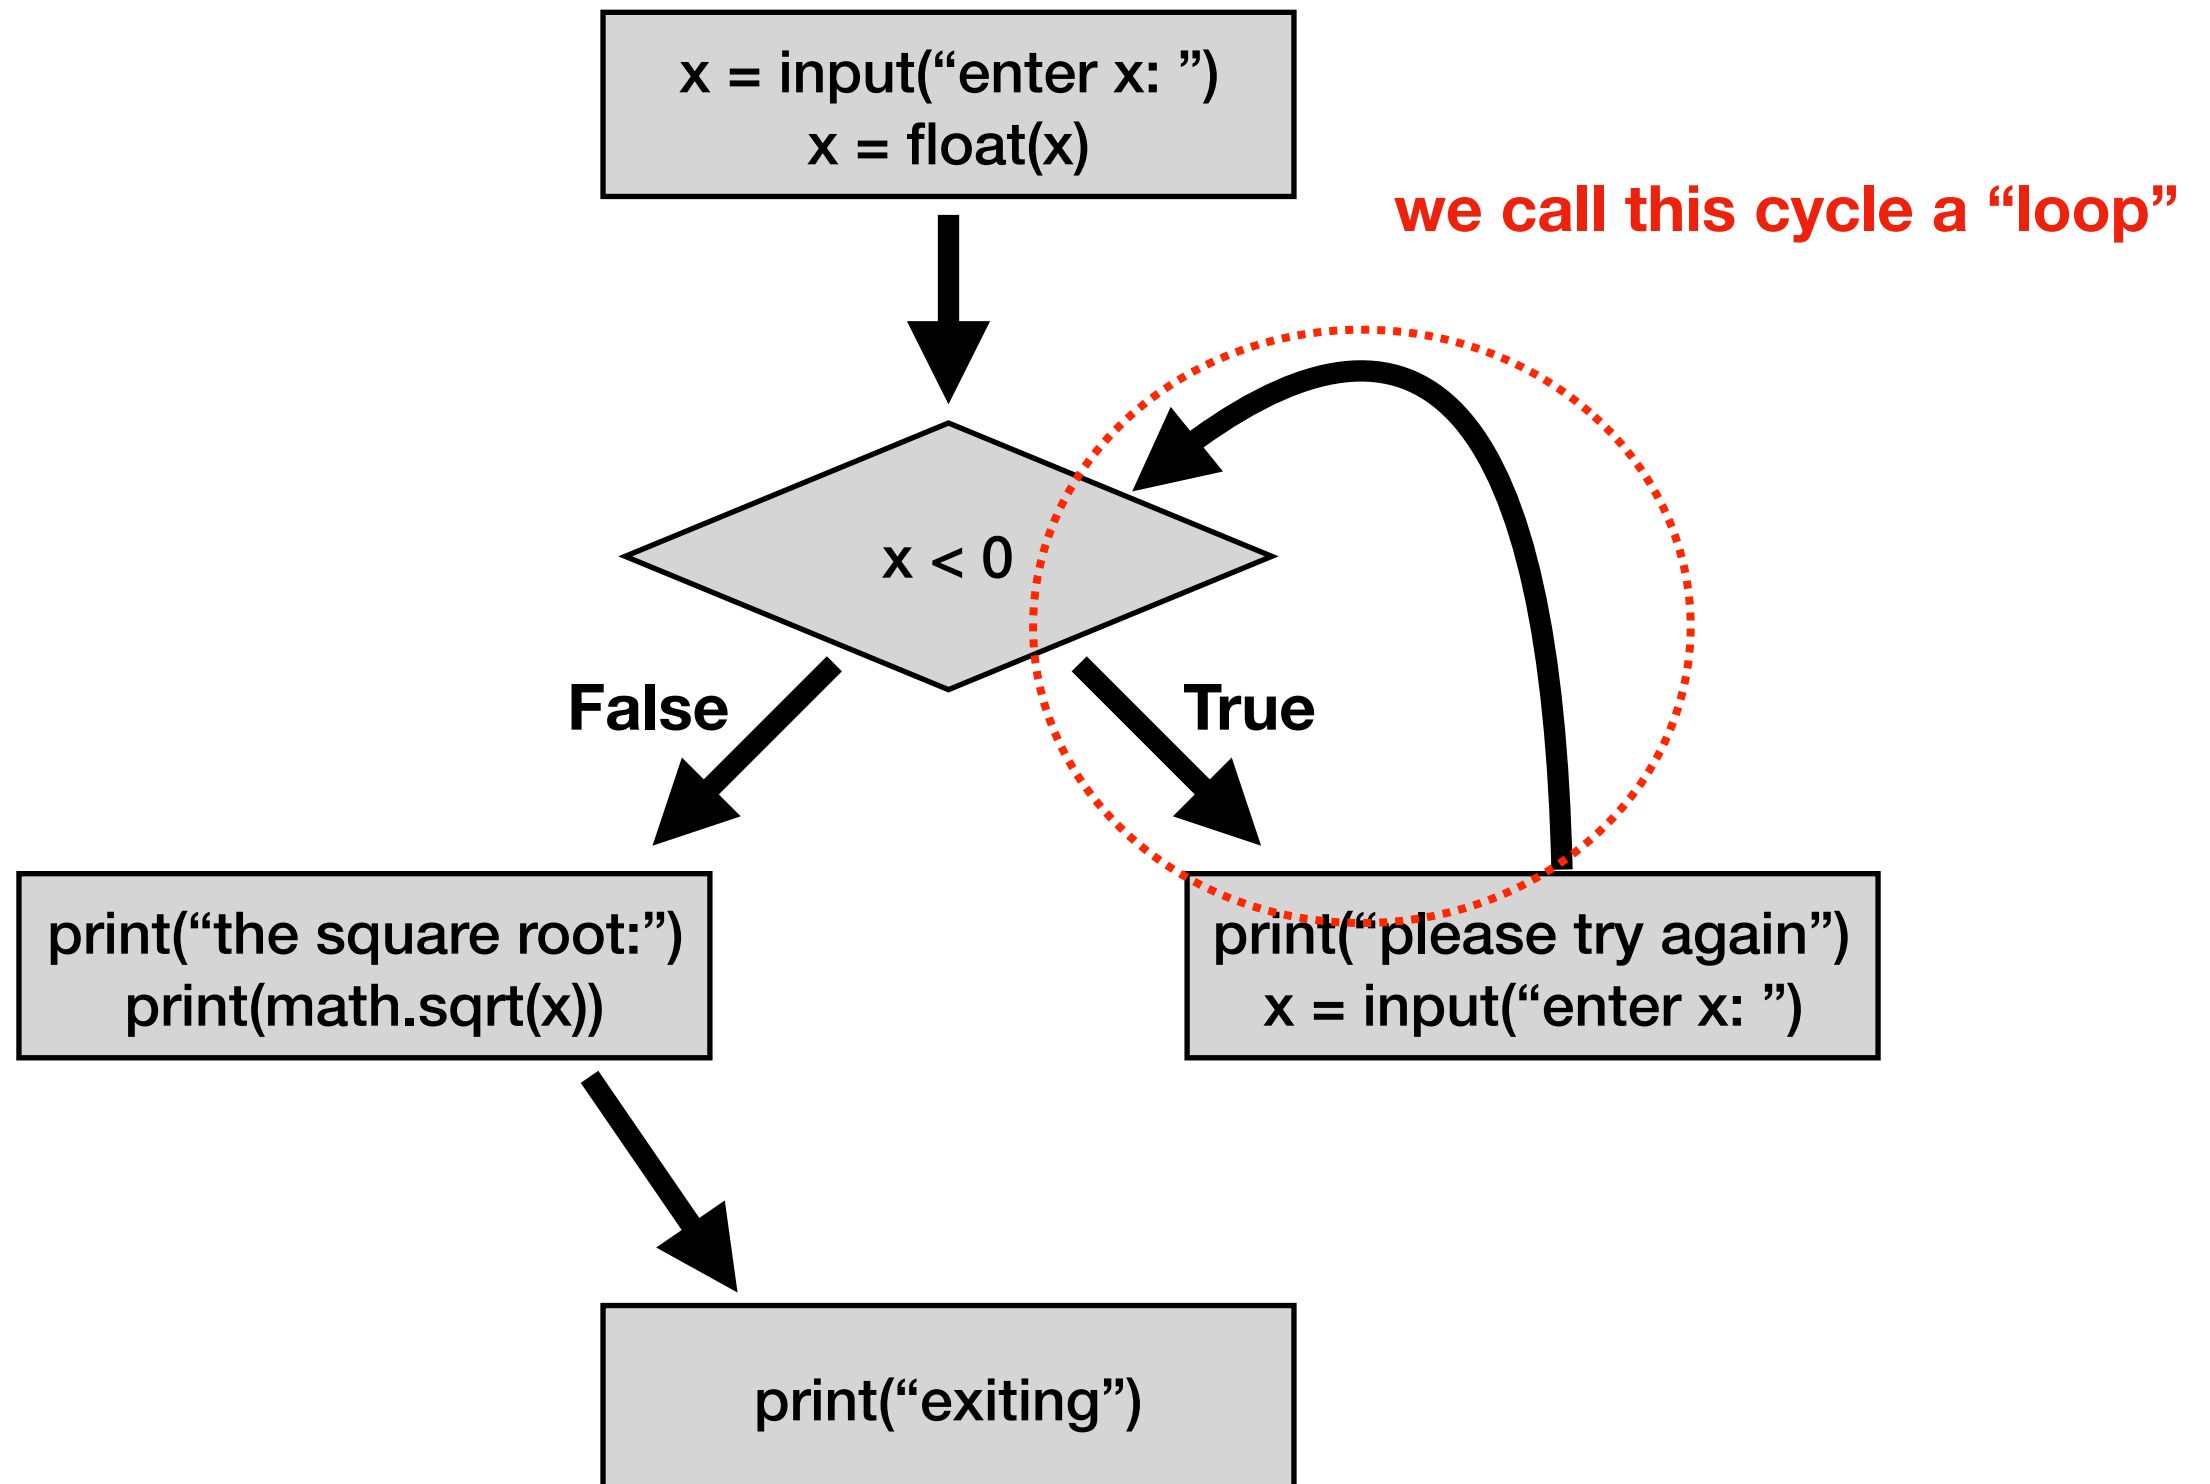 x = input(“enter x: ”)
x = float(x)
we call this cycle a “loop”
x < 0
False
True
print(“the square root:”)
print(math.sqrt(x))
print(“please try again”)
x = input(“enter x: ”)
print(“exiting”)